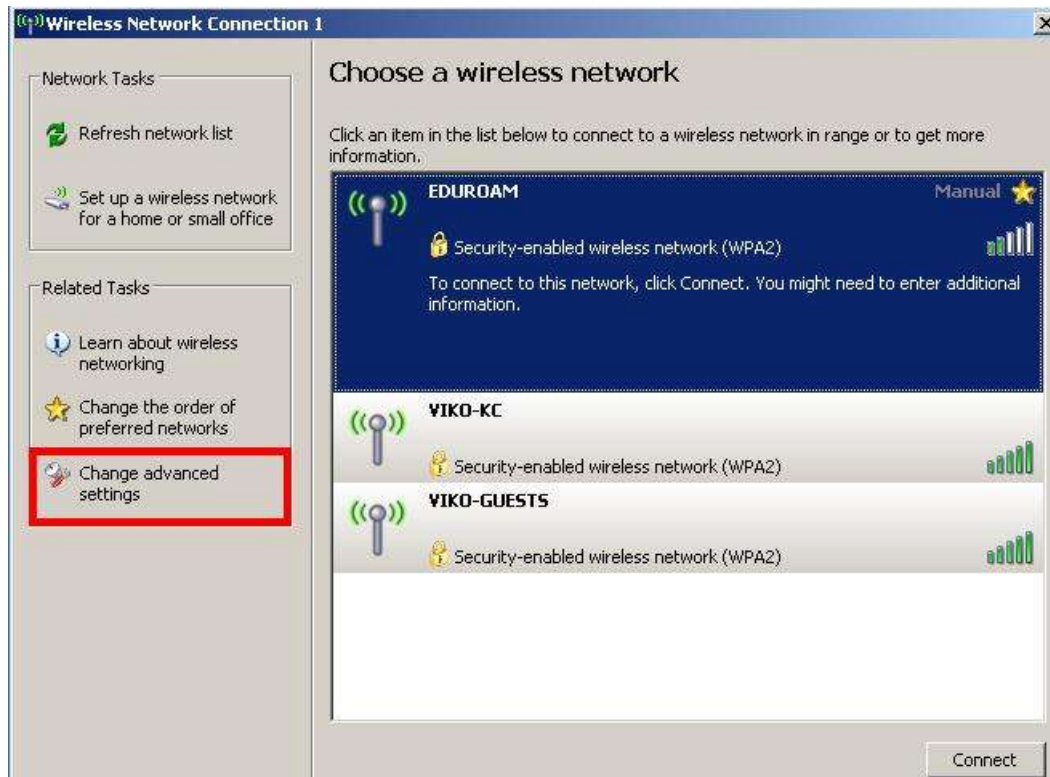 Wireless Network Connection 1
Network Tasks
Refresh network list
Set up a wireless network
for a home or small office
Related Tasks
Learn about wireless
networking
Change the order of
preferred networks
Change advanced
settings
Choose a wireless network
Click an item in the list below to connect to a wireless network in range or to get more
information.
EDUROAM
Manual
Security-enabled wireless network (WPA2)
To connect to this network, click Connect. You might need to enter additional
information.
VIKO-KC
Security-enabled wireless network (WPA2)
VIKO-GUESTS
Security-enabled wireless network (WPA2)
Connect